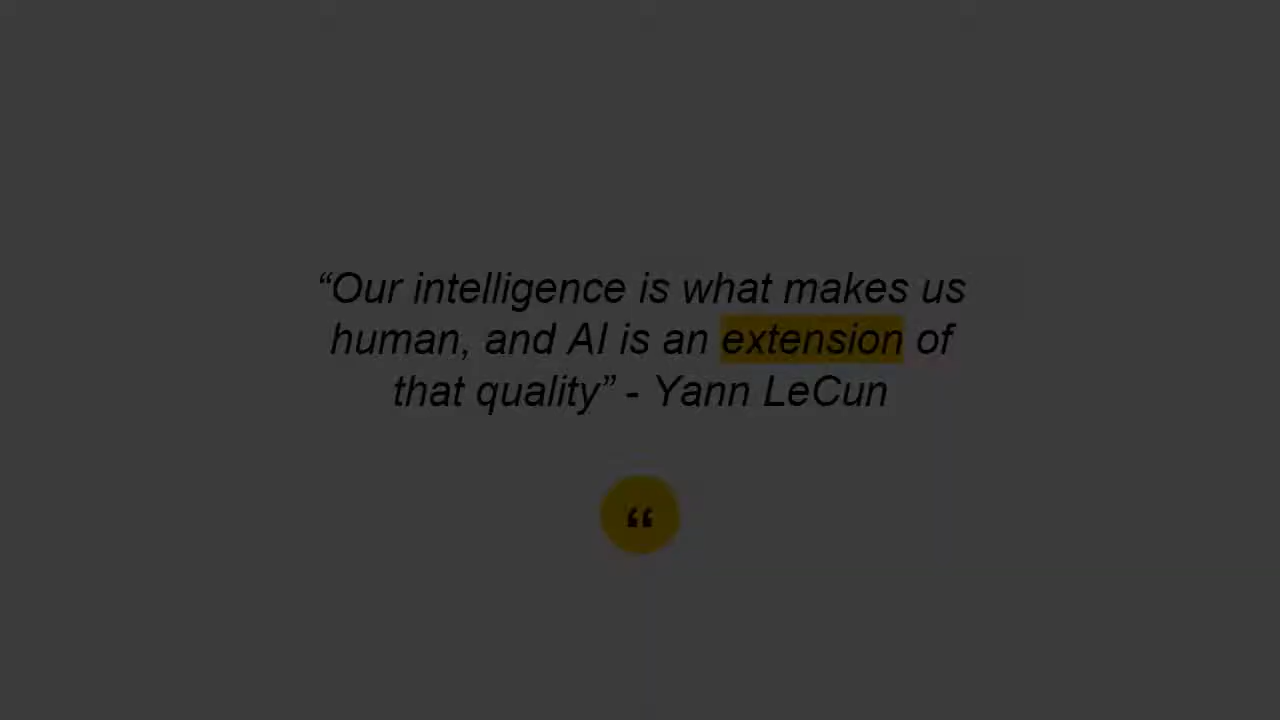 “Our intelligence is what makes us
human, and AI is an extension of
that quality” - Yann LeCun
“